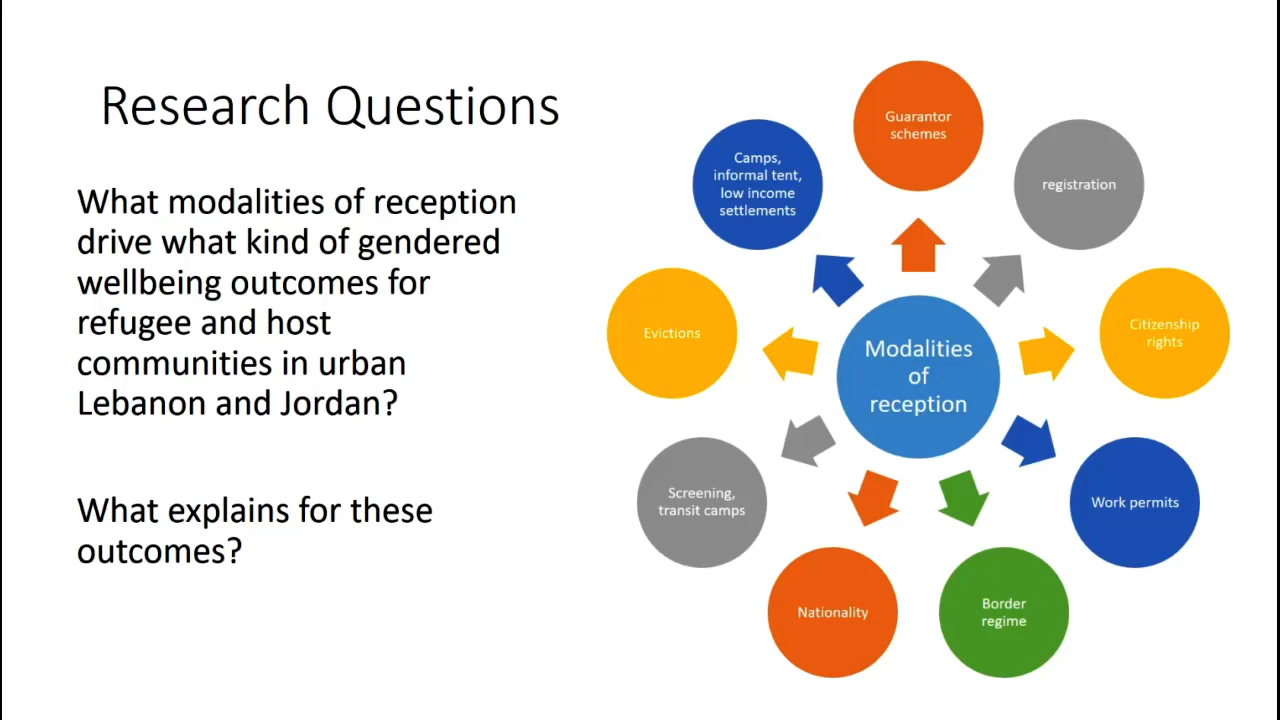 Research Questions
What modalities of reception
drive what kind of gendered
wellbeing outcomes for
refugee and host
communities in urban
Lebanon and Jordan?
What explains for these
outcomes?
Modalities
of
reception
Guarantor
schemes
registration
Citizenship
rights
Work permits
Border
regime
Nationality
Screening,
transit camps
Evictions
Camps,
informal tent,
low income
settlements